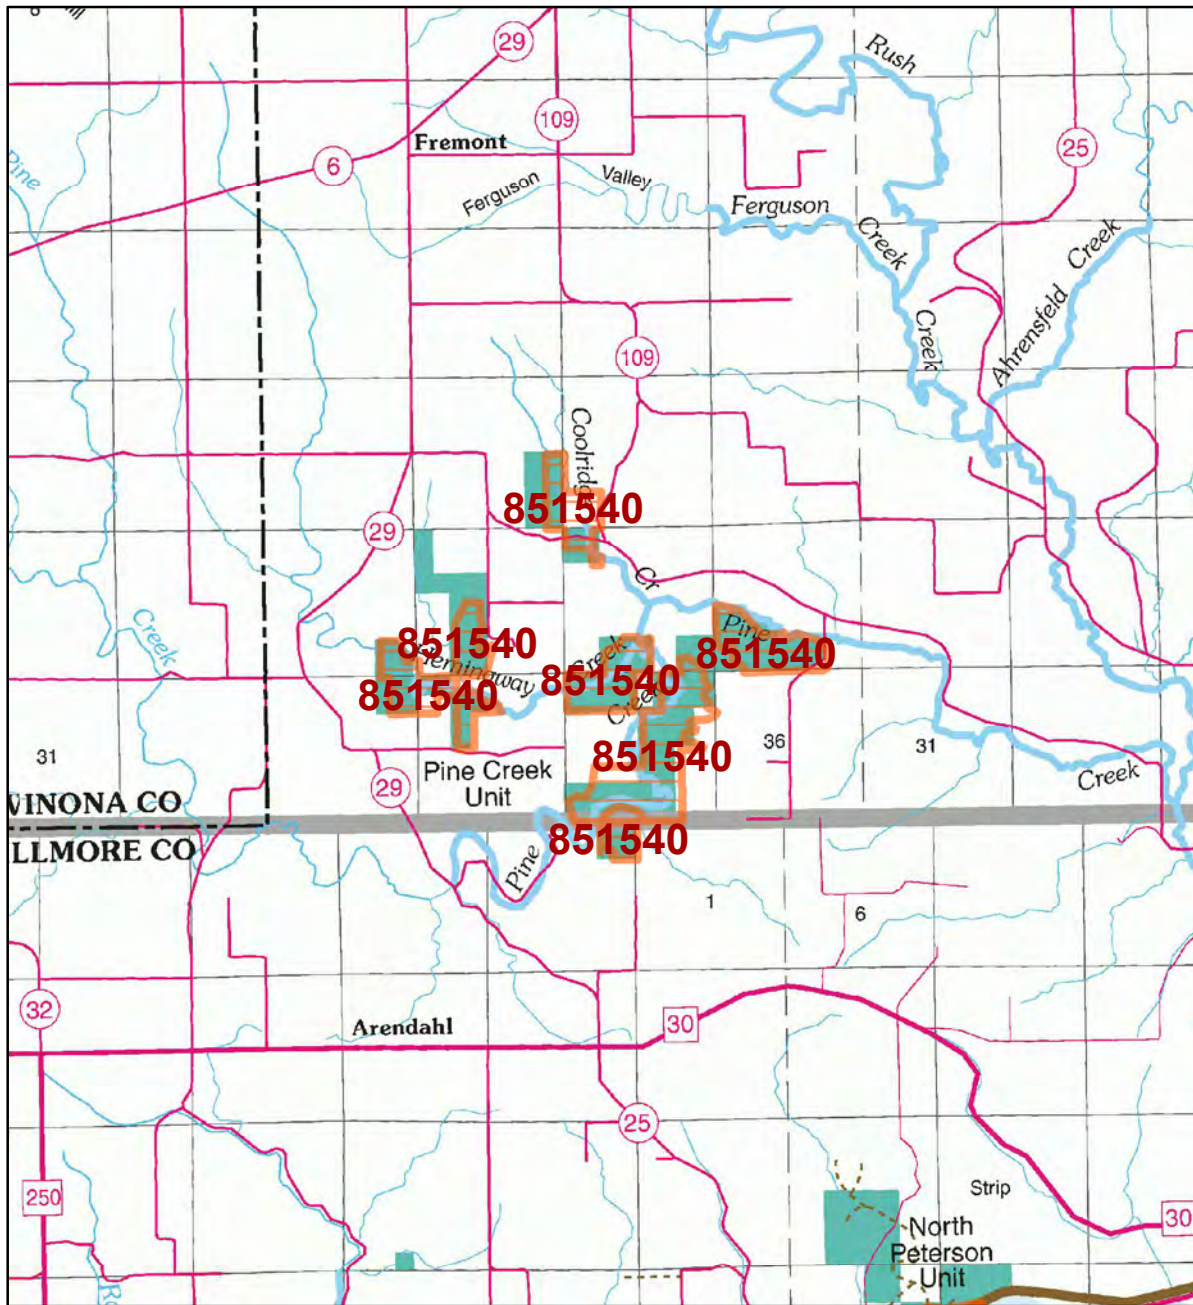 29
Rush
109
Fremont
25
6
Pine
Valley
Ferguson
Ferguson
Creek
Creek
Creek
Ahrensfeld
109
Coolridge
851540
29
Cr
Creek
Pine
851540
Creek
851540
Hemingway
851540
851540
Creek
36
31
31
851540
Pine Creek
Unit
29
Creek
WINONA CO
851540
LLMORE CO
Pine
1
6
32
Arendahl
30
25
250
Strip
30
North
Peterson
Unit